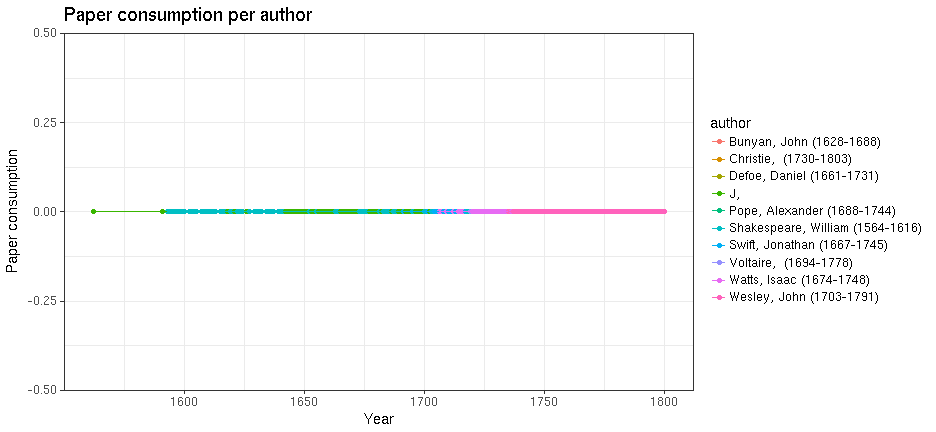 Paper consumption per author
0.50
0.25
0.00
-0.25
-0.50
Paper consumption
1600
1650
1700
1750
1800
Year
author
Bunyan, John (1628-1688)
Christie,  (1730-1803)
Defoe, Daniel (1661-1731)
J,
Pope, Alexander (1688-1744)
Shakespeare, William (1564-1616)
Swift, Jonathan (1667-1745)
Voltaire,  (1694-1778)
Watts, Isaac (1674-1748)
Wesley, John (1703-1791)